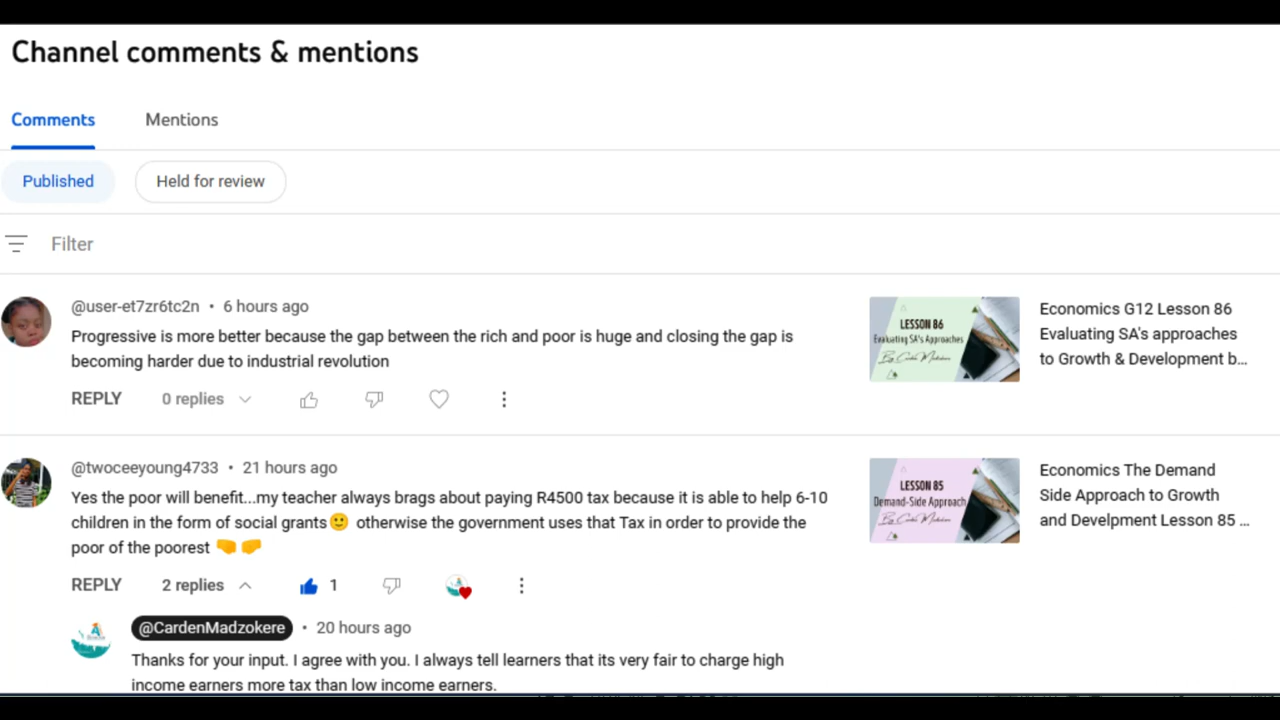 Channel comments & mentions
Comments
Mentions
Published
Held for review
Filter
@user-et7zr6tc2n • 6 hours ago
Progressive is more better because the gap between the rich and poor is huge and closing the gap is
becoming harder due to industrial revolution
REPLY
0 replies
LESSON 86
Evaluating SA's Approaches
By Carden Madzokere
Economics G12 Lesson 86
Evaluating SA's approaches
to Growth & Development b...
@twoceeyoung4733 • 21 hours ago
Yes the poor will benefit...my teacher always brags about paying R4500 tax because it is able to help 6-10
children in the form of social grants🙂 otherwise the government uses that Tax in order to provide the
poor of the poorest 🤜🤛
REPLY
2 replies
1
LESSON 85
Demand-Side Approach
By Carden Madzokere
Economics The Demand
Side Approach to Growth
and Develpment Lesson 85 ...
@CardenMadzokere • 20 hours ago
Thanks for your input. I agree with you. I always tell learners that its very fair to charge high
income earners more tax than low income earners.